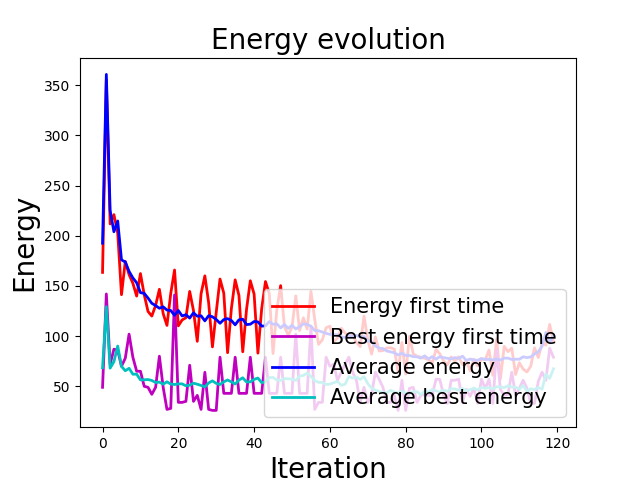 Energy evolution
Energy
350
300
250
200
150
100
50
0
20
40
60
80
100
120
Iteration
Energy first time
Best energy first time
Average energy
Average best energy